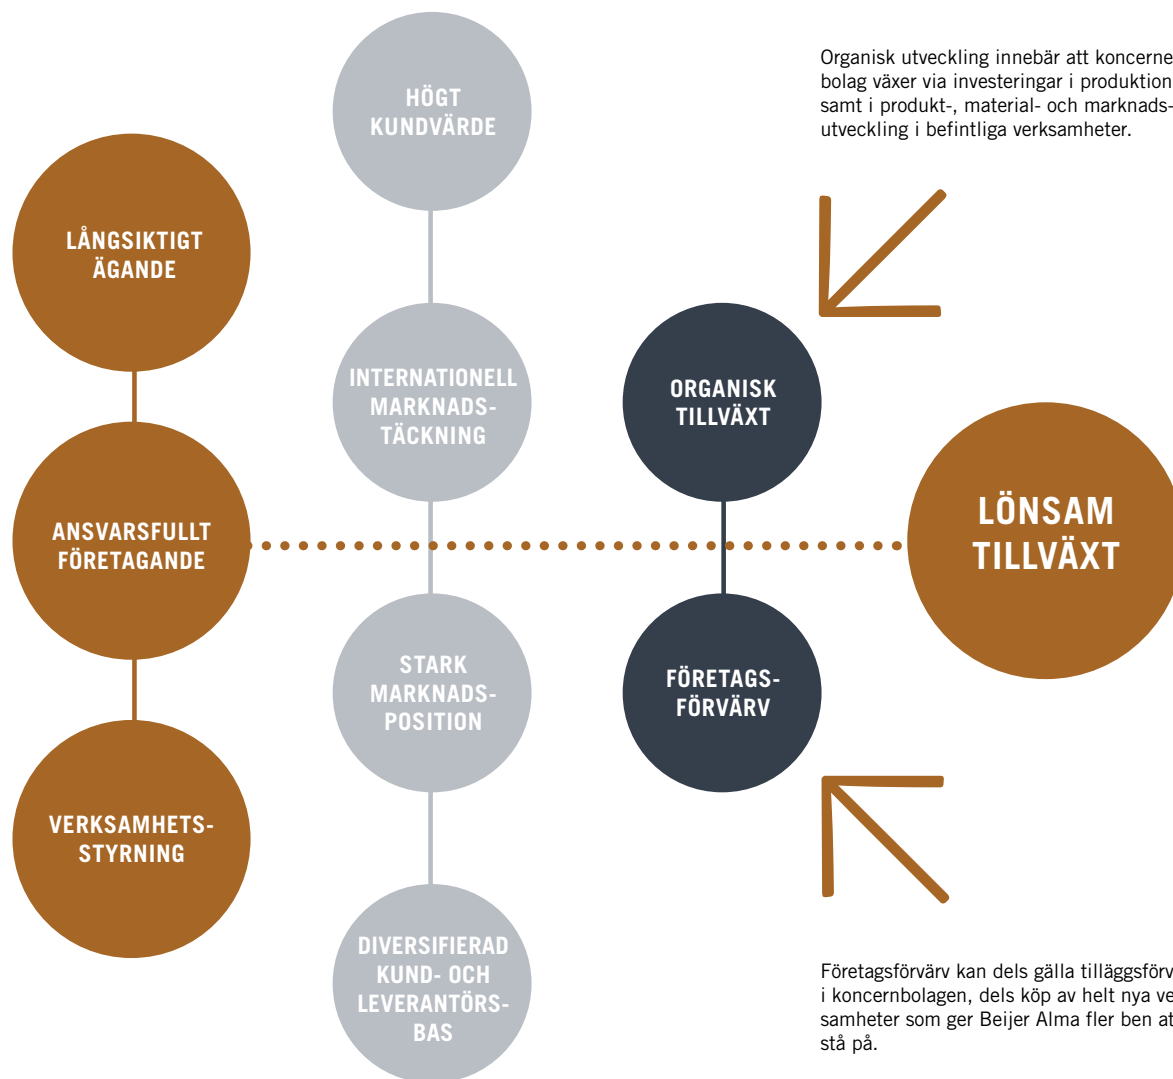 LÅNGSIKTIGT
ÄGANDE
ANSVARSFULLT
FÖRETAGANDE
VERKSAMHETS-
STYRNING
HÖGT
KUNDVÄRDE
INTERNATIONELL
MARKNADS-
TÄCKNING
STARK
MARKNADS-
POSITION
DIVERSIFIERAD
KUND- OCH
LEVERANTÖRS-
BAS
Organisk utveckling innebär att koncerne
bolag växer via investeringar i produktion
samt i produkt-, material- och marknads-
utveckling i befintliga verksamheter.
ORGANISK
TILLVÄXT
FÖRETAGS-
FÖRVÄRV
LÖNSAM
TILLVÄXT
Företagsförvärv kan dels gälla tilläggsförv
i koncernbolagen, dels köp av helt nya ve
samheter som ger Beijer Alma fler ben at
stå på.